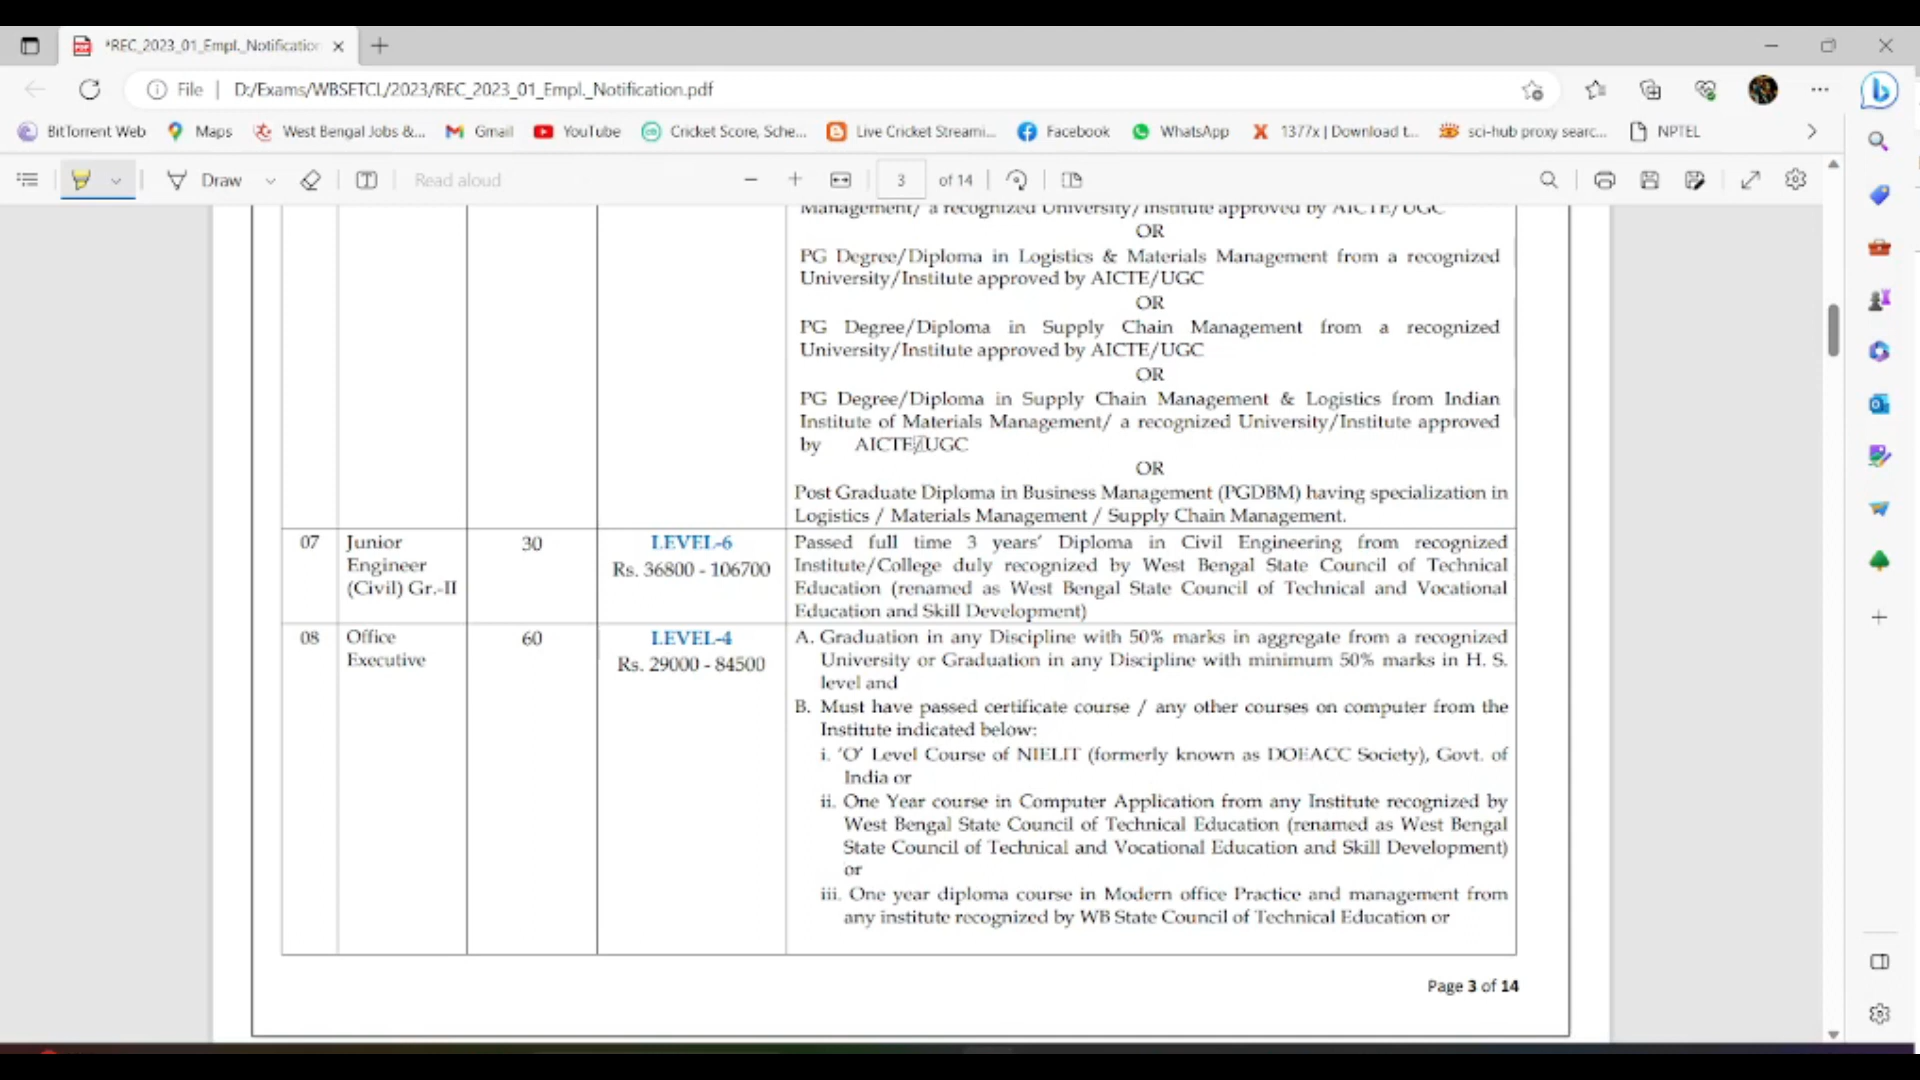 *REC_2023_01_Empl._Notificatio
File
D:/Exams/WBSETCL/2023/REC_2023_01_Empl._Notification.pdf
BitTorrent Web
Maps
West Bengal Jobs &...
Gmail
YouTube
Cricket Score, Sche...
Live Cricket Streami...
Facebook
WhatsApp
1377x | Download t...
sci-hub proxy searc...
NPTEL
Draw
Read aloud
3 of 14
Management/ a recognized University/Institute approved by AICTE/UGC
OR
PG Degree/Diploma in Logistics & Materials Management from a recognized
University/Institute approved by AICTE/UGC
OR
PG Degree/Diploma in Supply Chain Management from a recognized
University/Institute approved by AICTE/UGC
OR
PG Degree/Diploma in Supply Chain Management & Logistics from Indian
Institute of Materials Management/ a recognized University/Institute approved
by AICTE/UGC
OR
Post Graduate Diploma in Business Management (PGDBM) having specialization in
Logistics / Materials Management / Supply Chain Management.
07
Junior
Engineer
(Civil) Gr.-II
30
LEVEL-6
Rs. 36800 - 106700
Passed full time 3 years' Diploma in Civil Engineering from recognized
Institute/College duly recognized by West Bengal State Council of Technical
Education (renamed as West Bengal State Council of Technical and Vocational
Education and Skill Development)
08
Office
Executive
60
LEVEL-4
Rs. 29000 - 84500
A. Graduation in any Discipline with 50% marks in aggregate from a recognized
University or Graduation in any Discipline with minimum 50% marks in H. S.
level and
B. Must have passed certificate course / any other courses on computer from the
Institute indicated below:
i. 'O' Level Course of NIELIT (formerly known as DOEACC Society), Govt. of
India or
ii. One Year course in Computer Application from any Institute recognized by
West Bengal State Council of Technical Education (renamed as West Bengal
State Council of Technical and Vocational Education and Skill Development)
or
iii. One year diploma course in Modern office Practice and management from
any institute recognized by WB State Council of Technical Education or
Page 3 of 14